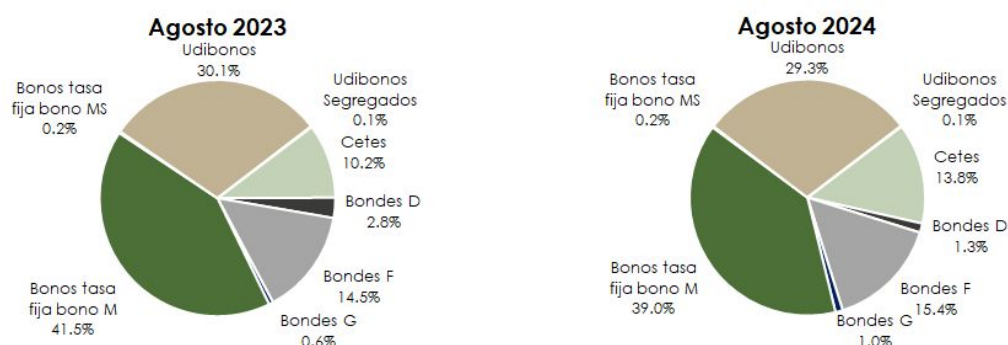 Agosto 2023
Udibonos
30.1%
Udibonos
Segregados
0.1%
Cetes
10.2%
Bondes D
2.8%
Bondes F
14.5%
Bondes G
0.6%
Bonos tasa
fija bono M
41.5%
Bonos tasa
fija bono MS
0.2%
Agosto 2024
Udibonos
29.3%
Udibonos
Segregados
0.1%
Cetes
13.8%
Bondes D
1.3%
Bondes F
15.4%
Bondes G
1.0%
Bonos tasa
fija bono M
39.0%
Bonos tasa
fija bono MS
0.2%